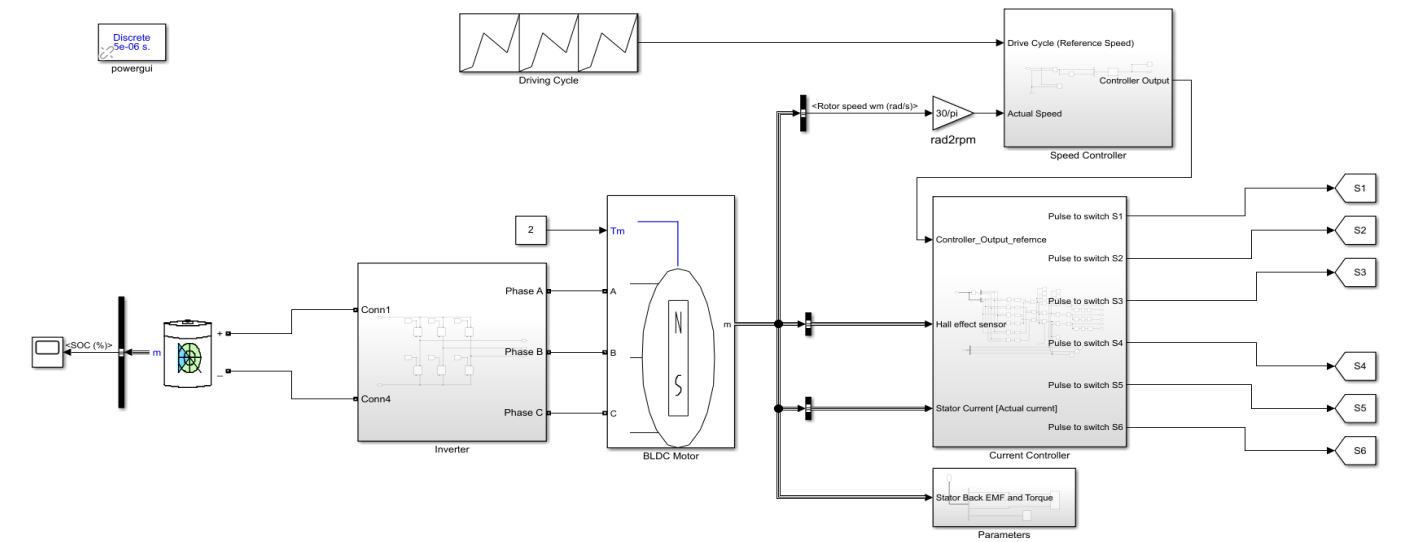 Discrete
5e-06 s.
powergui
Driving Cycle
Drive Cycle (Reference Speed)
Controller Output
Actual Speed
Speed Controller
<Rotor speed wm (rad/s)>
30/pi
rad2rpm
2
Tm
A
B
C
m
N
S
BLDC Motor
Phase A
Phase B
Phase C
Conn1
Conn4
Inverter
+
_
m
<SOC (%)>
Controller_Output_refernce
Hall effect sensor
Stator Current [Actual current]
Pulse to switch S1
Pulse to switch S2
Pulse to switch S3
Pulse to switch S4
Pulse to switch S5
Pulse to switch S6
Current Controller
S1
S2
S3
S4
S5
S6
Stator Back EMF and Torque
Parameters